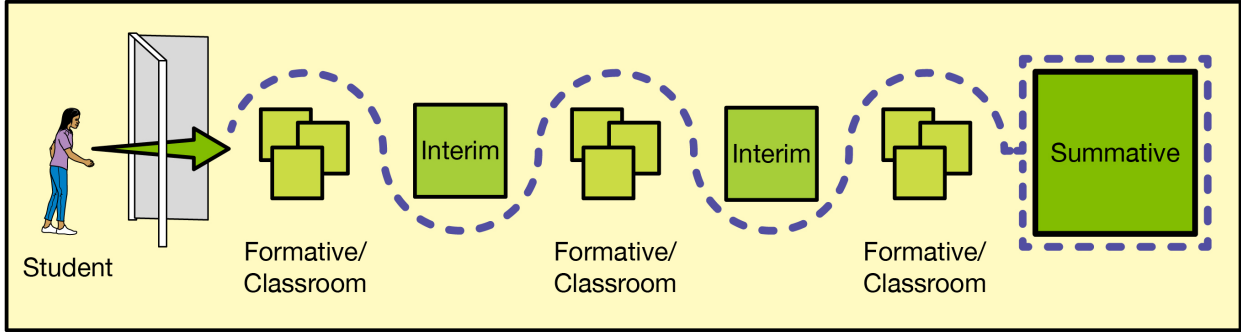 Student
Formative/
Classroom
Interim
Formative/
Classroom
Interim
Formative/
Classroom
Summative